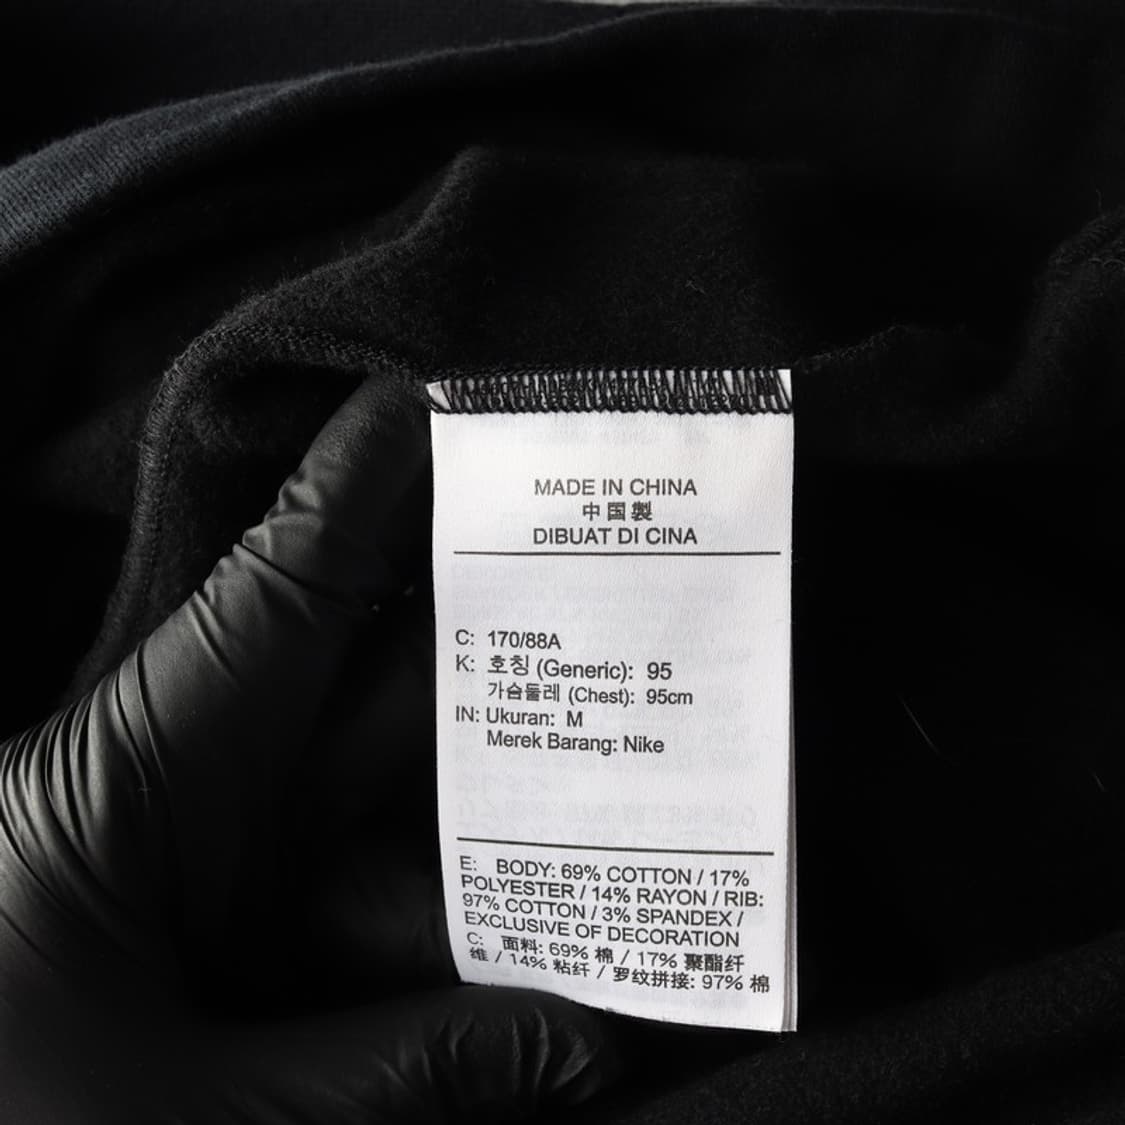 MADE IN CHINA
中国製
DIBUAT DI CINA
C: 170/88A
K: 호칭 (Generic): 95
가슴둘레 (Chest): 95cm
IN: Ukuran: M
Merek Barang: Nike
E: BODY: 69% COTTON / 17%
POLYESTER / 14% RAYON / RIB:
97% COTTON / 3% SPANDEX /
EXCLUSIVE OF DECORATION
C: 面料: 69% 棉 / 17% 聚酯纤
维 / 14% 粘纤 / 罗纹拼接: 97% 棉